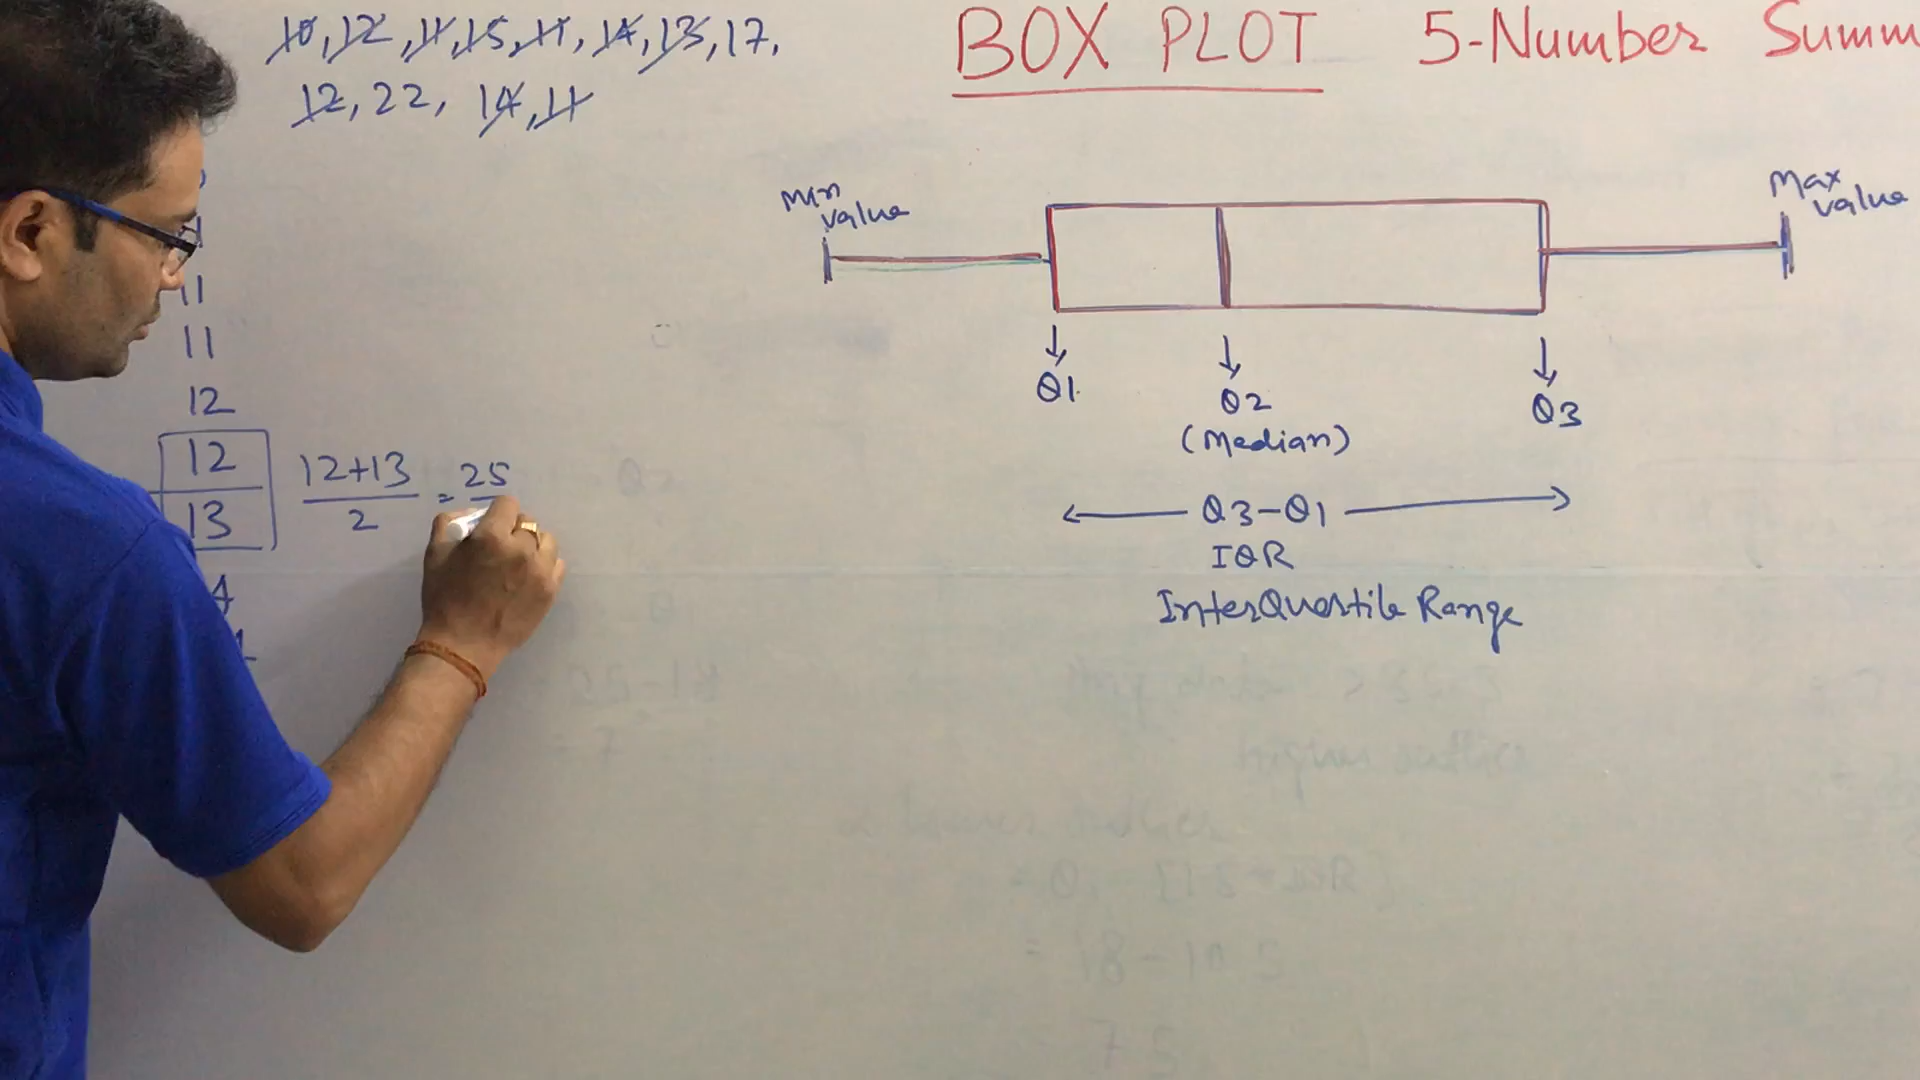 10, 12, 11, 15, 11, 14, 13, 17,
12, 22, 14, 11
BOX PLOT 5-Number Summ
Min value
Max value
11
11
12
12
13
12+13
2
= 25
Q1
Q2
(Median)
Q3
Q3-Q1
IQR
InterQuartile Range